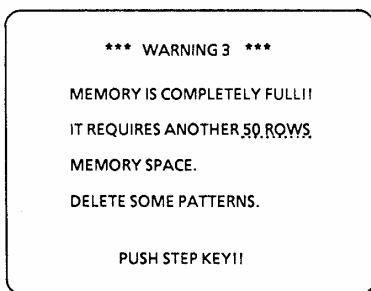 *** WARNING 3 ***
MEMORY IS COMPLETELY FULL!!
IT REQUIRES ANOTHER 50 ROWS
MEMORY SPACE.
DELETE SOME PATTERNS.
PUSH STEP KEY!!